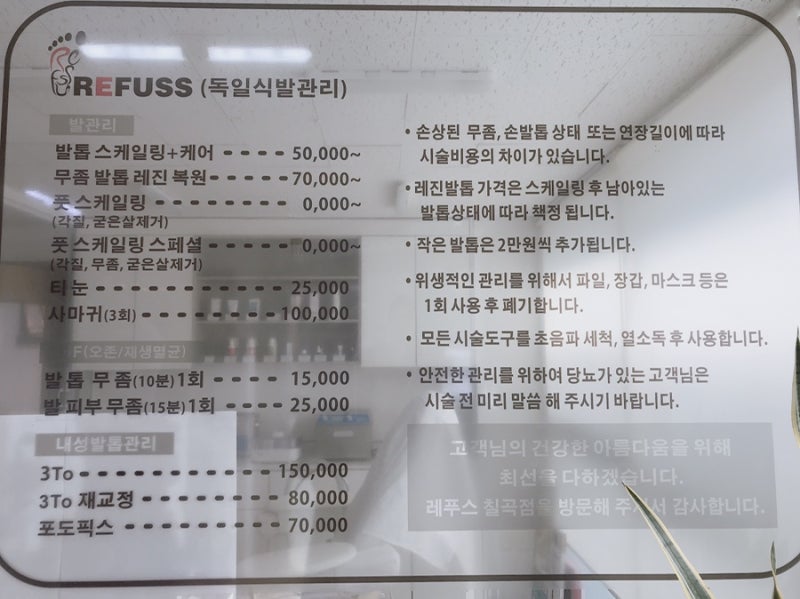 REFUSS (독일식발관리)
발관리
발톱 스케일링+케어 - - - - 50,000~
무좀 발톱 레진 복원- - - - - 70,000~
풋 스케일링 - - - - - - - - 0,000~
(각질, 굳은살제거)
풋 스케일링 스페셜 - - - - - 0,000~
(각질, 무좀, 굳은살제거)
티눈 - - - - - - - - - - - - 25,000
사마귀(3회) - - - - - - - - 100,000
F(오존/재생멸균)
발톱 무좀(10분)1회 - - - - 15,000
발 피부 무좀(15분)1회 - - - - 25,000
내성발톱관리
3To - - - - - - - - - - - - 150,000
3To 재교정 - - - - - - - - 80,000
포도픽스 - - - - - - - - - - 70,000
• 손상된 무좀, 손발톱 상태 또는 연장길이에 따라
시술비용의 차이가 있습니다.
• 레진발톱 가격은 스케일링 후 남아있는
발톱상태에 따라 책정 됩니다.
• 작은 발톱은 2만원씩 추가됩니다.
• 위생적인 관리를 위해서 파일, 장갑, 마스크 등은
1회 사용 후 폐기합니다.
• 모든 시술도구를 초음파 세척, 열소독 후 사용합니다.
• 안전한 관리를 위하여 당뇨가 있는 고객님은
시술 전 미리 말씀 해 주시기 바랍니다.
고객님의 건강한 아름다움을 위해
최선을 다하겠습니다.
레푸스 칠곡점을 방문해 주셔서 감사합니다.